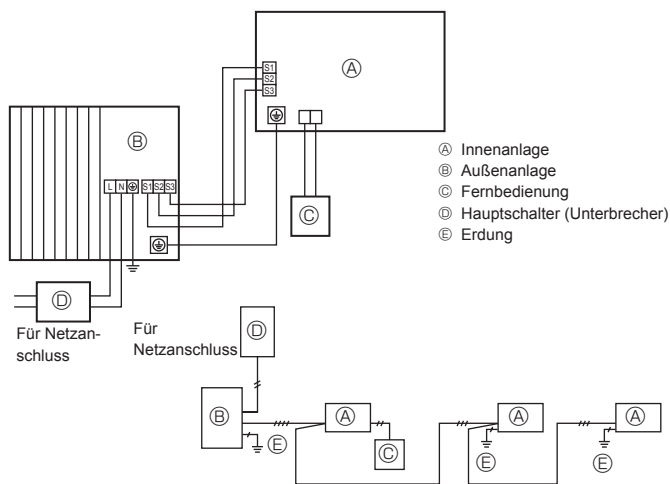 S1
S2
S3
Ⓐ
Ⓑ
L N S1 S2 S3
Ⓒ
Ⓓ
Für Netzan-
schluss
Ⓐ Innenanlage
Ⓑ Außenanlage
Ⓒ Fernbedienung
Ⓓ Hauptschalter (Unterbrecher)
Ⓔ Erdung
Für
Netzanschluss
Ⓓ
Ⓑ
Ⓔ
Ⓐ
Ⓒ
Ⓐ
Ⓔ
Ⓐ
Ⓔ